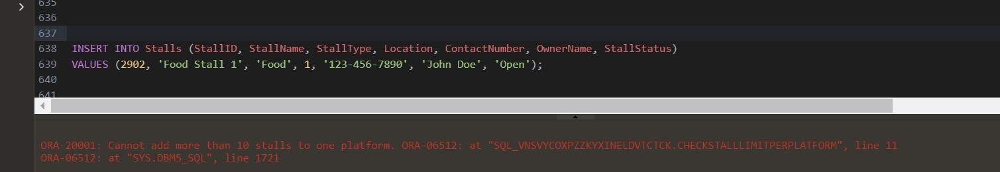 635
636
637
638 INSERT INTO Stalls (StallID, StallName, StallType, Location, ContactNumber, OwnerName, StallStatus)
639 VALUES (2902, 'Food Stall 1', 'Food', 1, '123-456-7890', 'John Doe', 'Open');
640
641
ORA-20001: Cannot add more than 10 stalls to one platform. ORA-06512: at "SQL_VNSVYCOXPZZKYXINELDVTCTCK.CHECKSTALLLIMITPERPLATFORM", line 11
ORA-06512: at "SYS.DBMS_SQL", line 1721